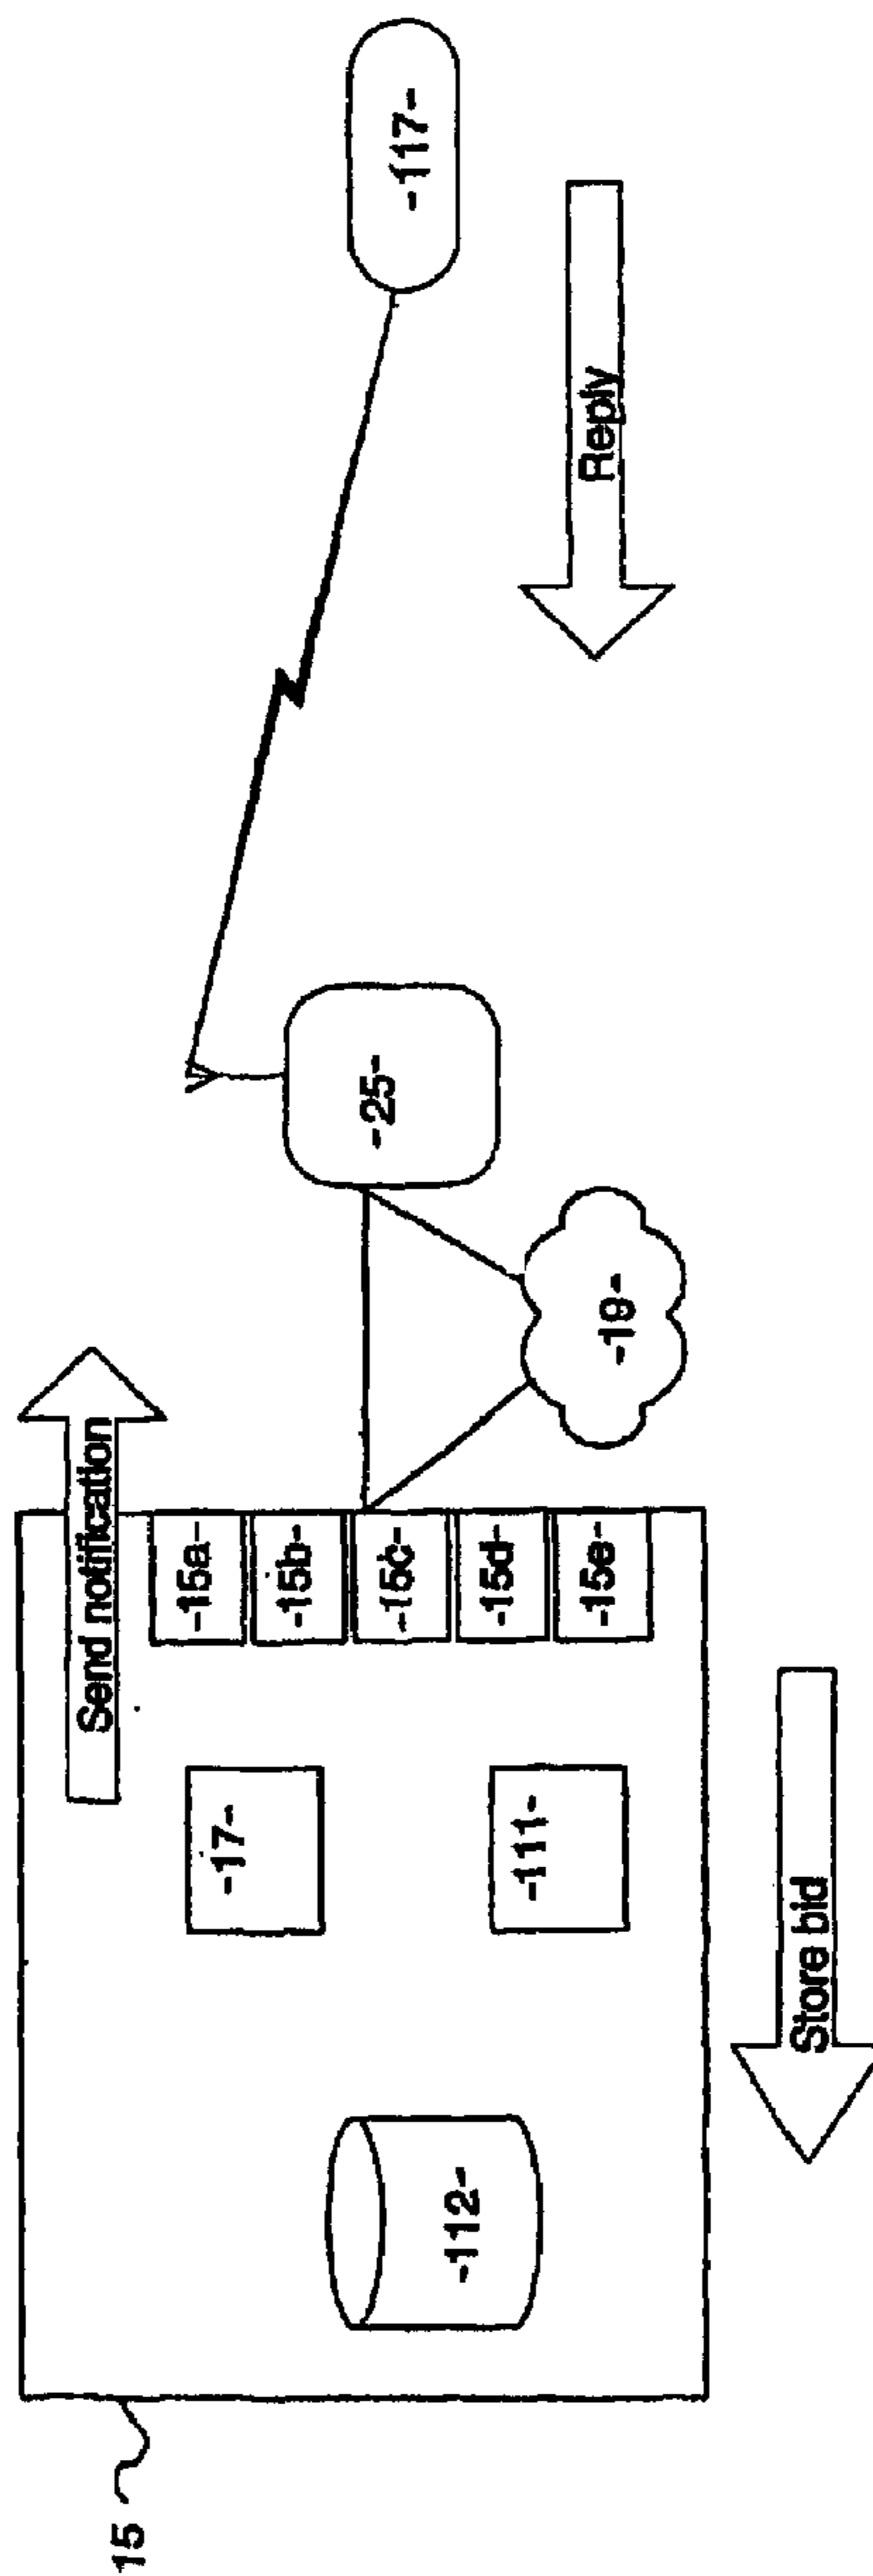 Send notification
15
-15a-
-17-
-15b-
-25-
-15c-
-117-
-112-
-15d-
-111-
-15e-
-19-
Reply
Store bid